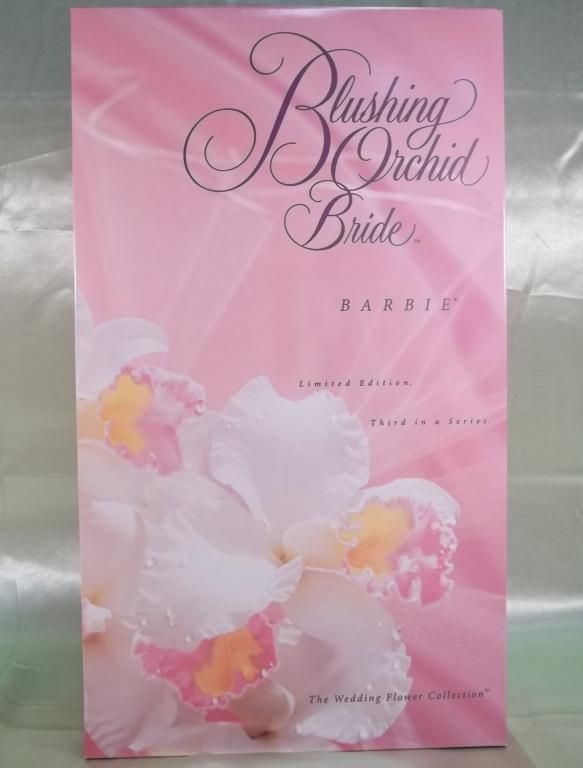 Blushing
Orchid
Bride™
BARBIE®
Limited Edition.
Third in a Series.
The Wedding Flower Collection™